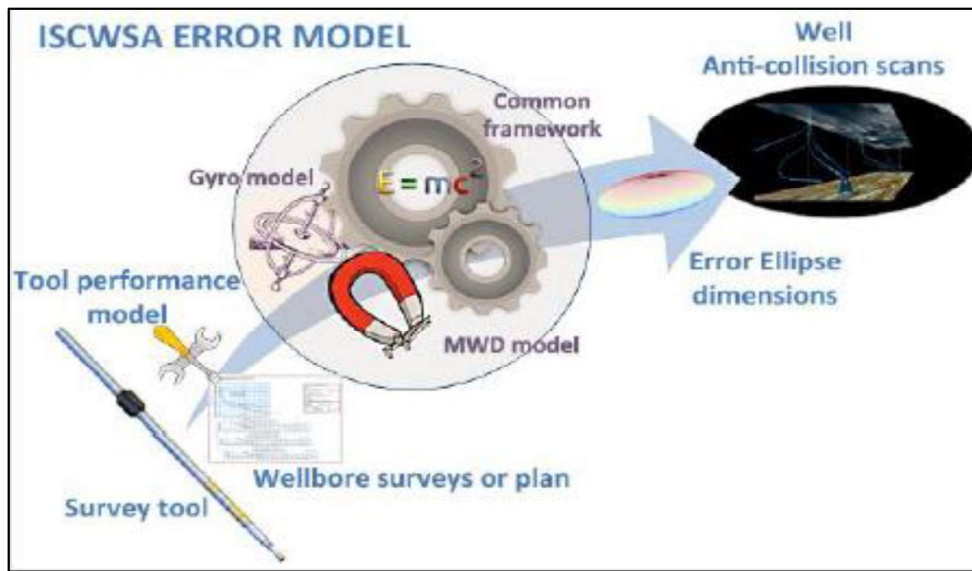 ISCWSA ERROR MODEL
Well
Anti-collision scans
Common
framework
Gyro model
E = mc²
Tool performance
model
Error Ellipse
dimensions
MWD model
Wellbore surveys or plan
Survey tool